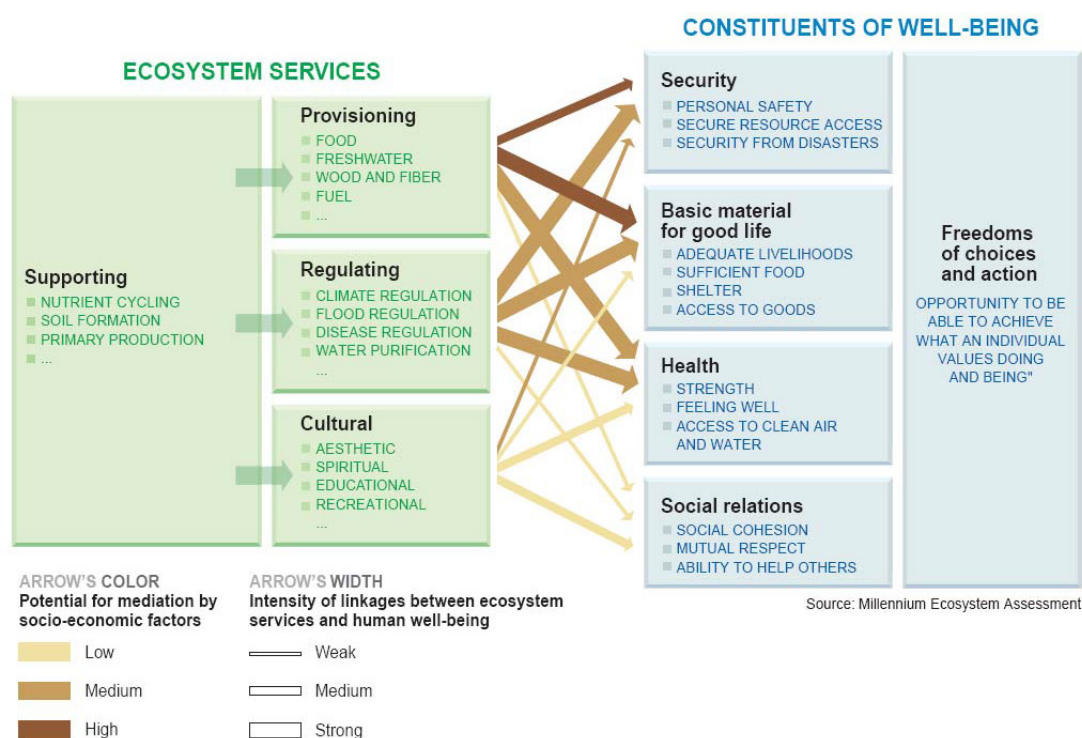 CONSTITUENTS OF WELL-BEING
ECOSYSTEM SERVICES
Supporting
NUTRIENT CYCLING
SOIL FORMATION
PRIMARY PRODUCTION
...
Provisioning
FOOD
FRESHWATER
WOOD AND FIBER
FUEL
...
Regulating
CLIMATE REGULATION
FLOOD REGULATION
DISEASE REGULATION
WATER PURIFICATION
...
Cultural
AESTHETIC
SPIRITUAL
EDUCATIONAL
RECREATIONAL
...
Security
PERSONAL SAFETY
SECURE RESOURCE ACCESS
SECURITY FROM DISASTERS
Basic material
for good life
ADEQUATE LIVELIHOODS
SUFFICIENT FOOD
SHELTER
ACCESS TO GOODS
Health
STRENGTH
FEELING WELL
ACCESS TO CLEAN AIR
AND WATER
Social relations
SOCIAL COHESION
MUTUAL RESPECT
ABILITY TO HELP OTHERS
Freedoms
of choices
and action
OPPORTUNITY TO BE
ABLE TO ACHIEVE
WHAT AN INDIVIDUAL
VALUES DOING
AND BEING"
Source: Millennium Ecosystem Assessment
ARROW'S COLOR
Potential for mediation by
socio-economic factors
Low
Medium
High
ARROW'S WIDTH
Intensity of linkages between ecosystem
services and human well-being
Weak
Medium
Strong